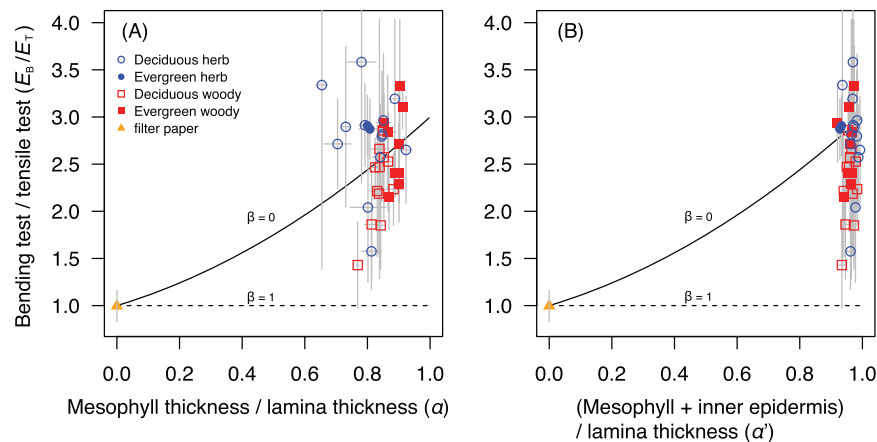 Bending test / tensile test (EB/ET)
4.0
3.5
3.0
2.5
2.0
1.5
1.0
(A)
Deciduous herb
Evergreen herb
Deciduous woody
Evergreen woody
filter paper
β = 0
β = 1
0.0 0.2 0.4 0.6 0.8 1.0
Mesophyll thickness / lamina thickness (α)
4.0
3.5
3.0
2.5
2.0
1.5
1.0
(B)
β = 0
β = 1
0.0 0.2 0.4 0.6 0.8 1.0
(Mesophyll + inner epidermis)
/ lamina thickness (α')